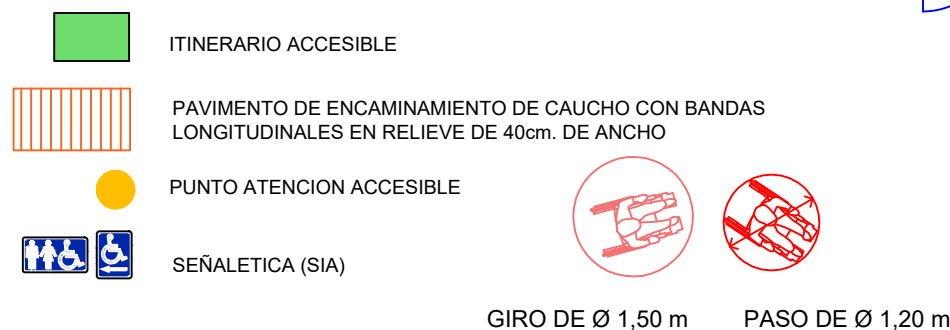 ITINERARIO ACCESIBLE
PAVIMENTO DE ENCAMINAMIENTO DE CAUCHO CON BANDAS
LONGITUDINALES EN RELIEVE DE 40cm. DE ANCHO
PUNTO ATENCION ACCESIBLE
SEÑALETICA (SIA)
GIRO DE Ø 1,50 m
PASO DE Ø 1,20 m